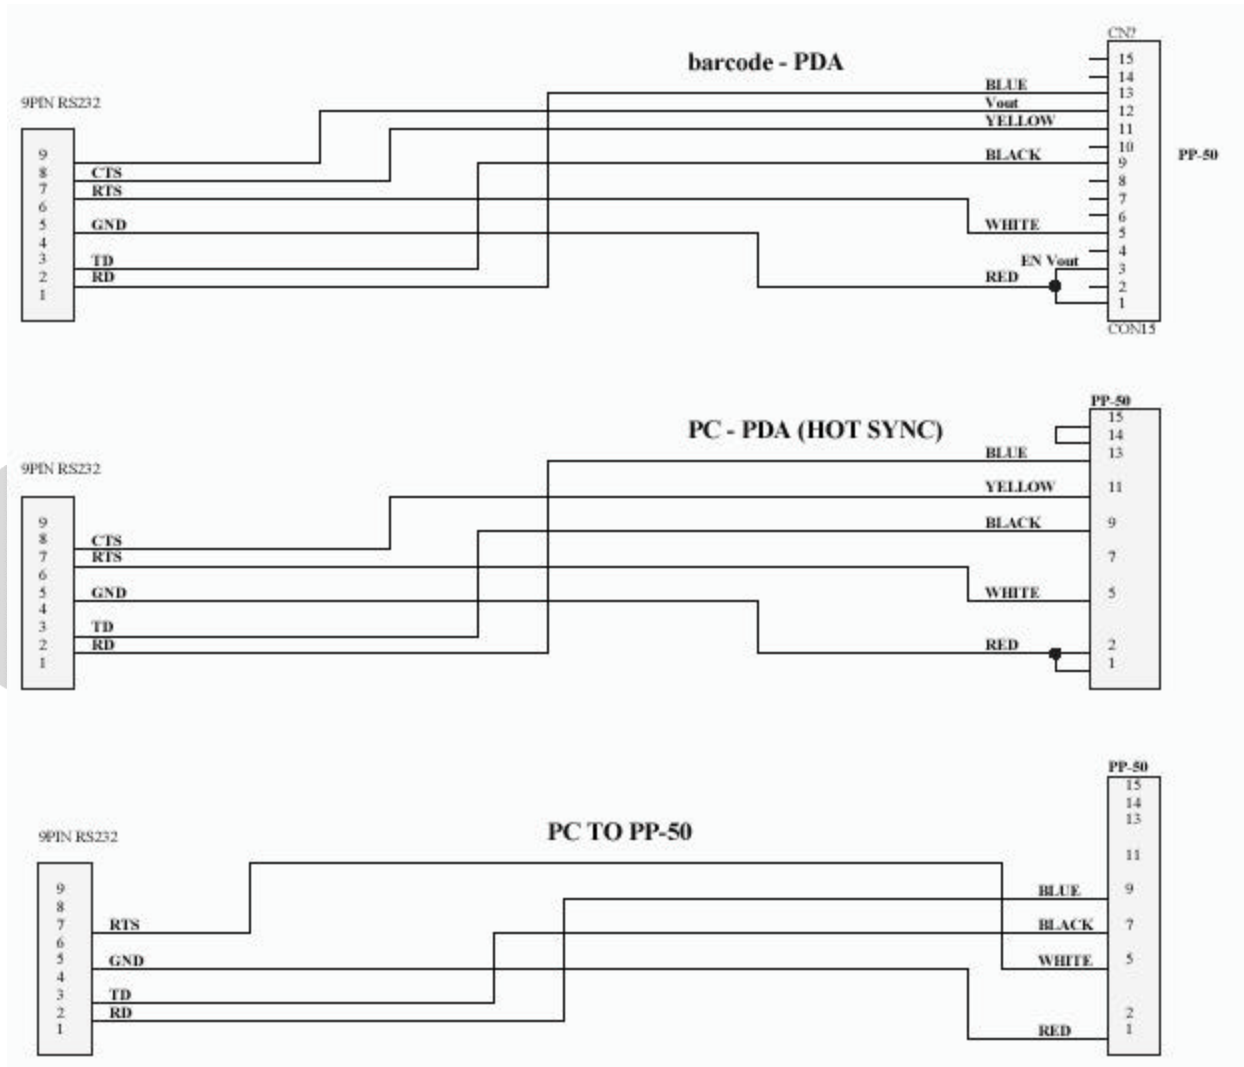 CN?
barcode - PDA
15
14
BLUE
13
9PIN RS232
Vout
12
YELLOW
11
10
9
BLACK
9
PP-50
8
CTS
8
7
RTS
7
6
6
5
GND
WHITE
5
4
4
3
TD
EN Vout
3
2
RD
RED
2
1
1
CON15
PP-50
15
PC - PDA (HOT SYNC)
14
BLUE
13
9PIN RS232
YELLOW
11
9
BLACK
9
8
CTS
7
RTS
7
6
5
GND
WHITE
5
4
3
TD
2
RD
RED
2
1
1
PP-50
15
14
13
9PIN RS232
PC TO PP-50
11
9
BLUE
9
8
7
RTS
BLACK
7
6
5
GND
WHITE
5
4
3
TD
2
RD
2
1
RED
1